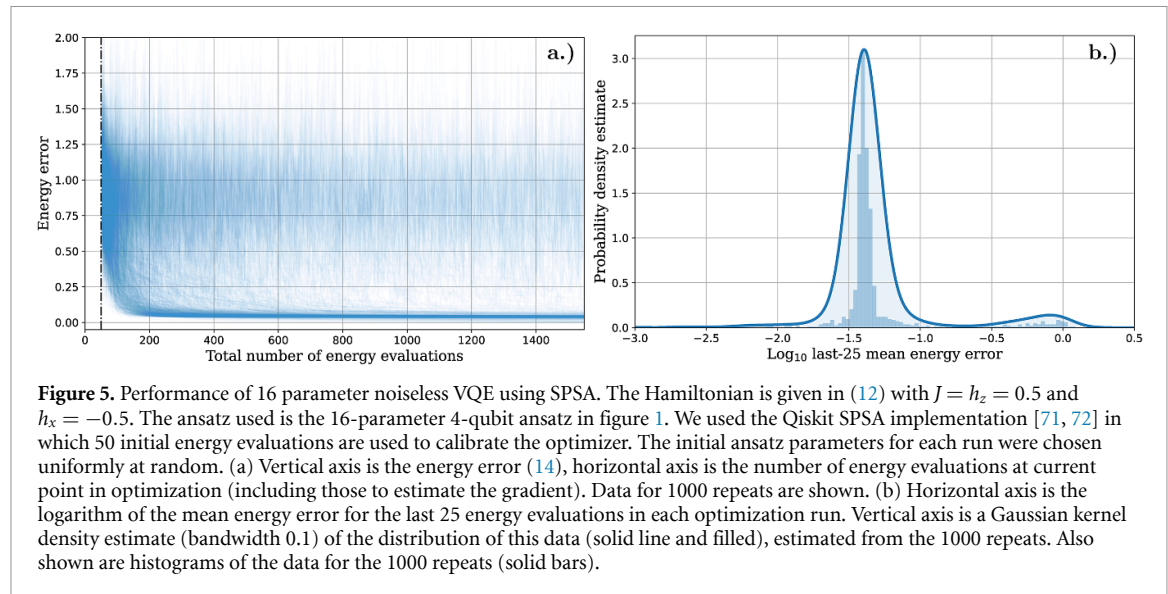 2.00
1.75
1.50
1.25
1.00
0.75
0.50
0.25
0.00
Energy error
a.)
0 200 400 600 800 1000 1200 1400
Total number of energy evaluations
3.0
2.5
2.0
1.5
1.0
0.5
0.0
Probability density estimate
b.)
−3.0 −2.5 −2.0 −1.5 −1.0 −0.5 0.0 0.5
Log₁₀ last-25 mean energy error
Figure 5. Performance of 16 parameter noiseless VQE using SPSA. The Hamiltonian is given in (12) with J = h_z = 0.5 and
h_x = −0.5. The ansatz used is the 16-parameter 4-qubit ansatz in figure 1. We used the Qiskit SPSA implementation [71, 72] in
which 50 initial energy evaluations are used to calibrate the optimizer. The initial ansatz parameters for each run were chosen
uniformly at random. (a) Vertical axis is the energy error (14), horizontal axis is the number of energy evaluations at current
point in optimization (including those to estimate the gradient). Data for 1000 repeats are shown. (b) Horizontal axis is the
logarithm of the mean energy error for the last 25 energy evaluations in each optimization run. Vertical axis is a Gaussian kernel
density estimate (bandwidth 0.1) of the distribution of this data (solid line and filled), estimated from the 1000 repeats. Also
shown are histograms of the data for the 1000 repeats (solid bars).